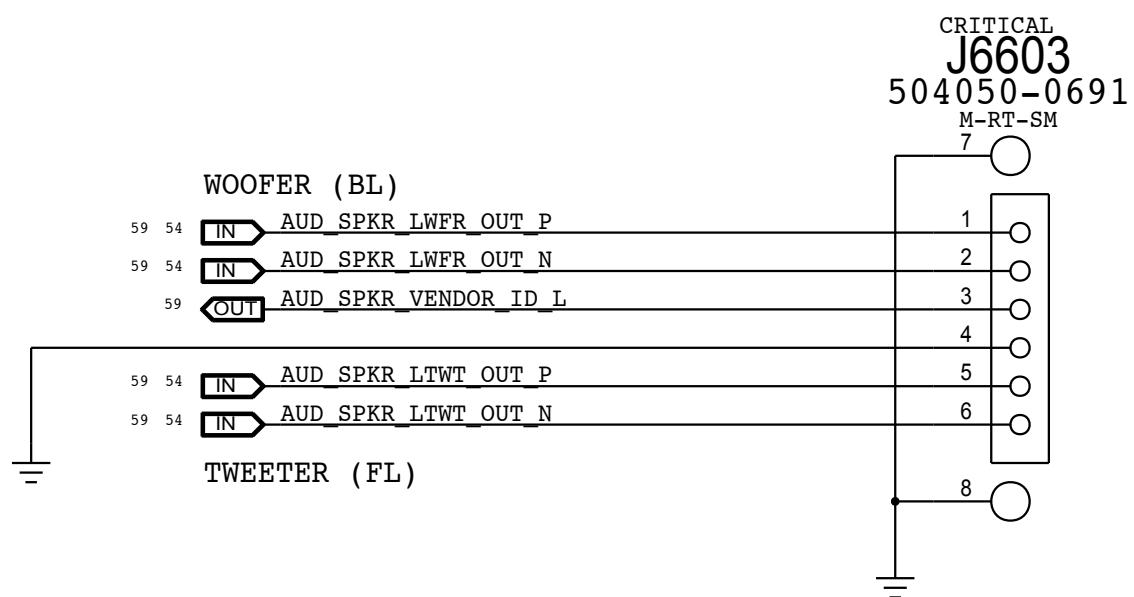 CRITICAL
J6603
504050-0691
M-RT-SM
7
WOOFER (BL)
59 54 IN AUD_SPKR_LWFR_OUT_P 1
59 54 IN AUD_SPKR_LWFR_OUT_N 2
59 OUT AUD_SPKR_VENDOR_ID_L 3
4
59 54 IN AUD_SPKR_LTWT_OUT_P 5
59 54 IN AUD_SPKR_LTWT_OUT_N 6
TWEETER (FL)
8